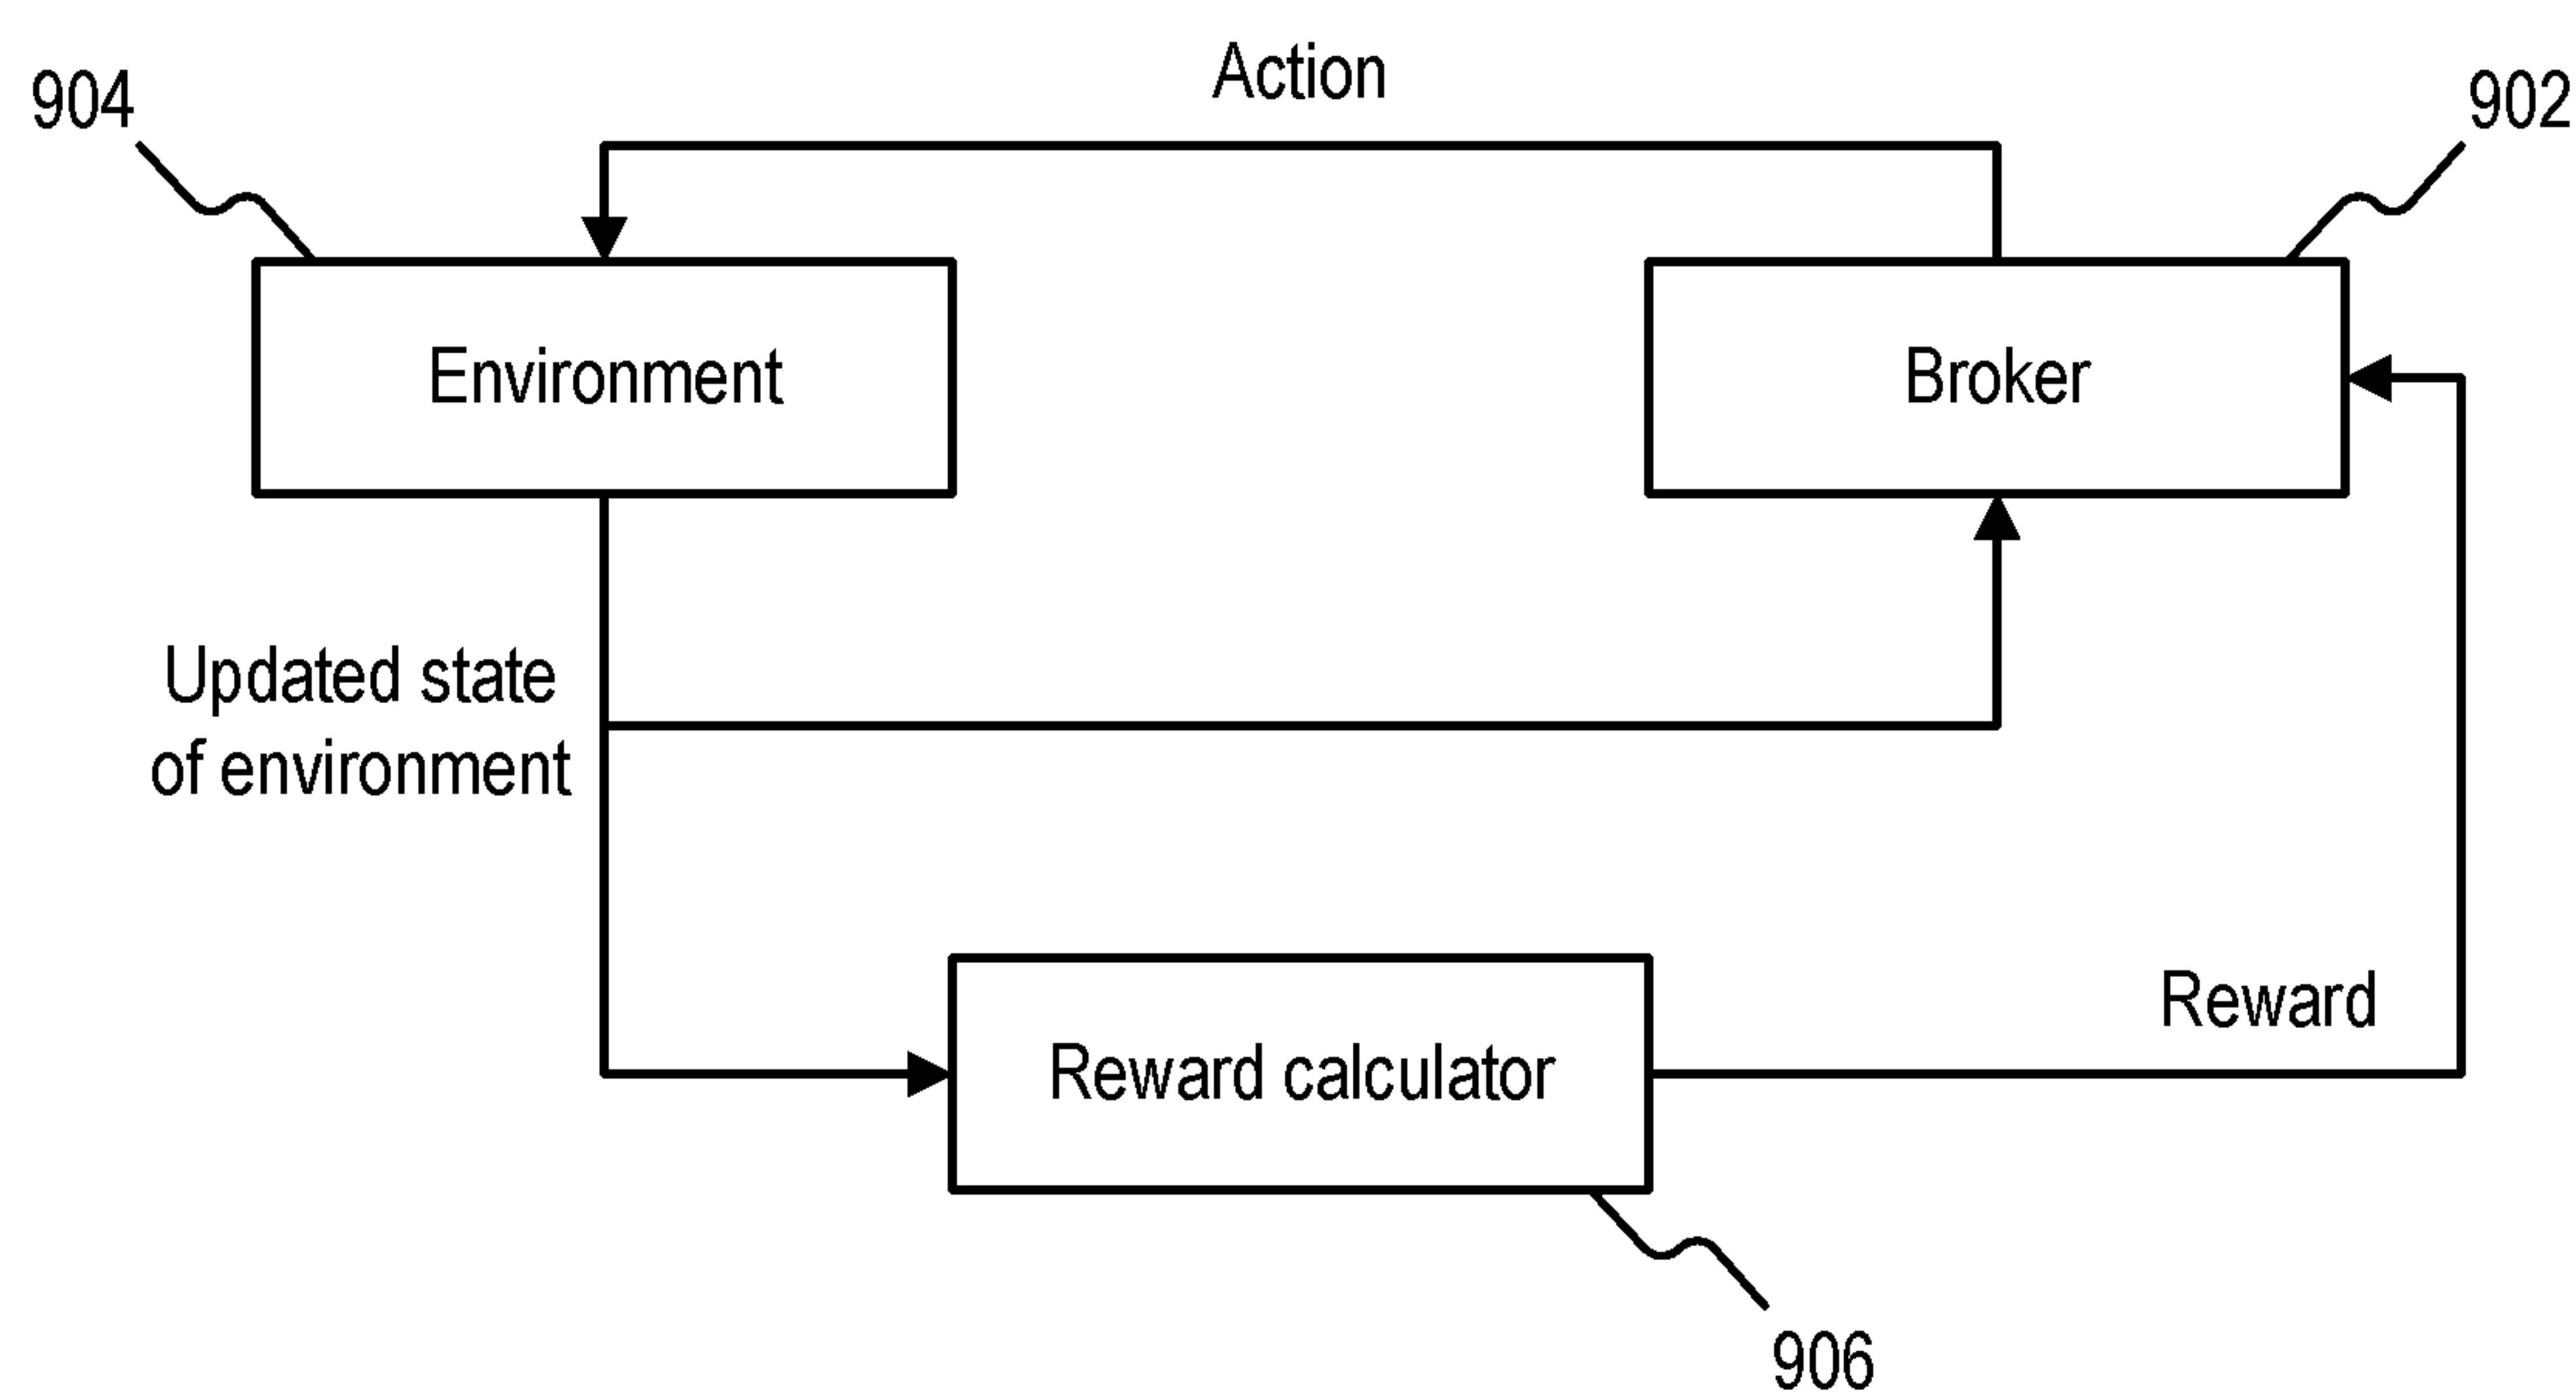 Action
904
902
Environment
Broker
Updated state
of environment
Reward
Reward calculator
906